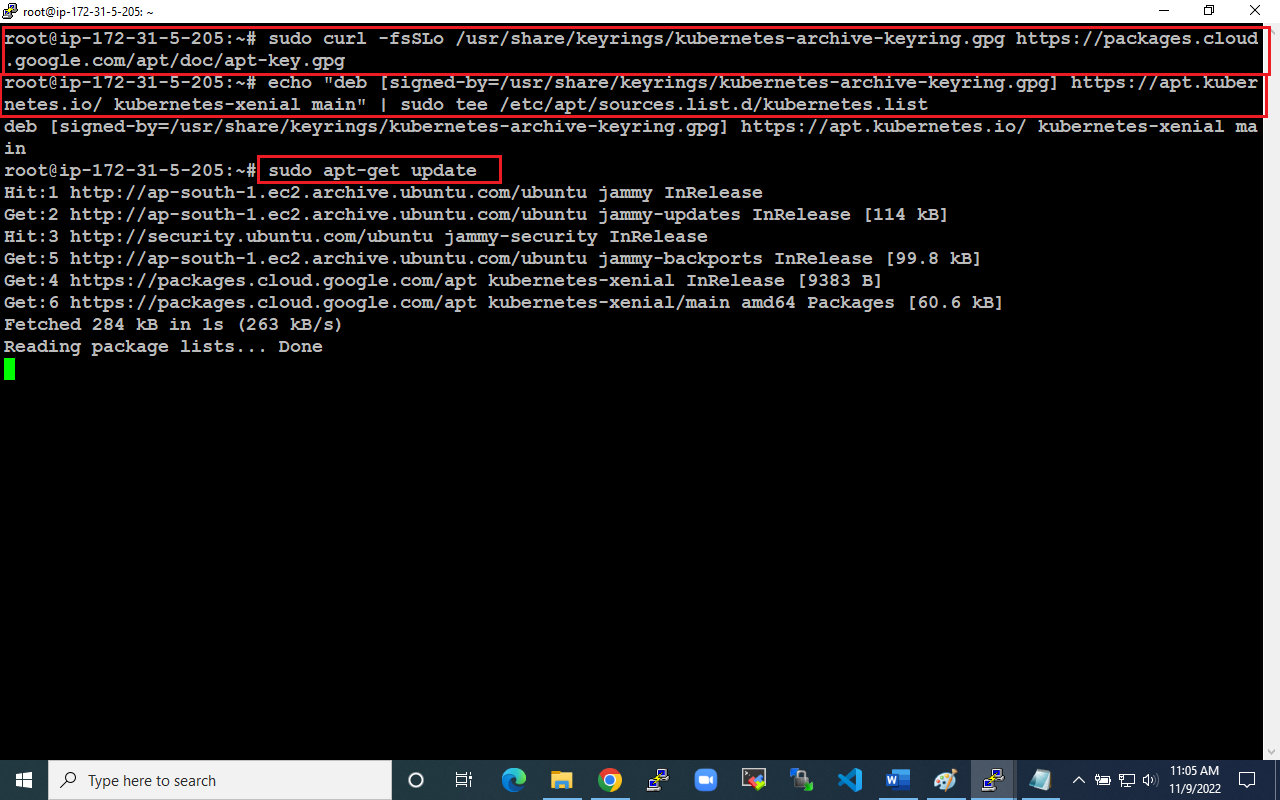 root@ip-172-31-5-205: ~
root@ip-172-31-5-205:~# sudo curl -fsSLo /usr/share/keyrings/kubernetes-archive-keyring.gpg https://packages.cloud
.google.com/apt/doc/apt-key.gpg
root@ip-172-31-5-205:~# echo "deb [signed-by=/usr/share/keyrings/kubernetes-archive-keyring.gpg] https://apt.kuber
netes.io/ kubernetes-xenial main" | sudo tee /etc/apt/sources.list.d/kubernetes.list
deb [signed-by=/usr/share/keyrings/kubernetes-archive-keyring.gpg] https://apt.kubernetes.io/ kubernetes-xenial ma
in
root@ip-172-31-5-205:~# sudo apt-get update
Hit:1 http://ap-south-1.ec2.archive.ubuntu.com/ubuntu jammy InRelease
Get:2 http://ap-south-1.ec2.archive.ubuntu.com/ubuntu jammy-updates InRelease [114 kB]
Hit:3 http://security.ubuntu.com/ubuntu jammy-security InRelease
Get:5 http://ap-south-1.ec2.archive.ubuntu.com/ubuntu jammy-backports InRelease [99.8 kB]
Get:4 https://packages.cloud.google.com/apt kubernetes-xenial InRelease [9383 B]
Get:6 https://packages.cloud.google.com/apt kubernetes-xenial/main amd64 Packages [60.6 kB]
Fetched 284 kB in 1s (263 kB/s)
Reading package lists... Done
Type here to search
11:05 AM
11/9/2022